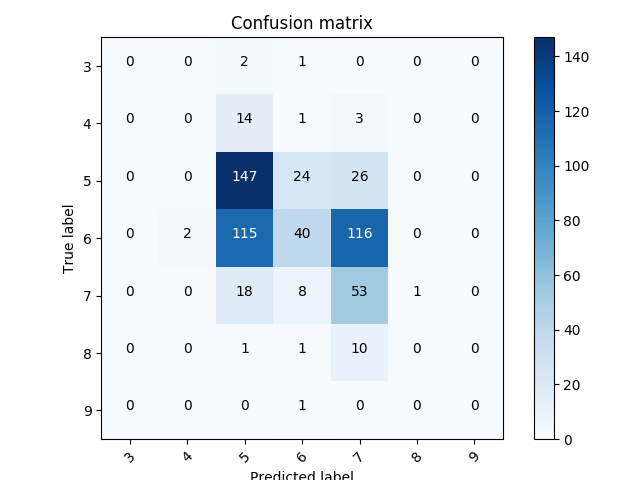 Confusion matrix
3 0 0 2 1 0 0 0
4 0 0 14 1 3 0 0
5 0 0 147 24 26 0 0
6 0 2 115 40 116 0 0
7 0 0 18 8 53 1 0
8 0 0 1 1 10 0 0
9 0 0 0 1 0 0 0
3 4 5 6 7 8 9
True label
Predicted label
140
120
100
80
60
40
20
0